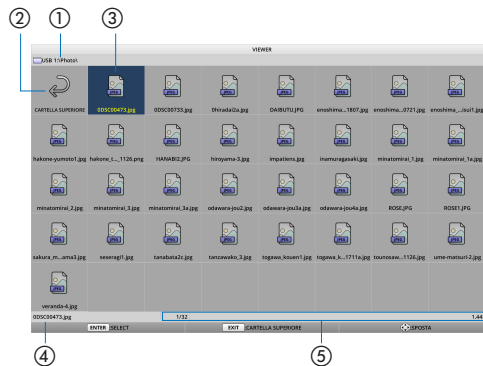 ② ① ③
VIEWER
USB 1:\Photo\
CARTELLA SUPERIORE 0DSC00473.jpg 0DSC00733.jpg 0hiradai2a.jpg DAIBUTU.JPG enoshima...1807.jpg enoshima...0721.jpg enoshima_...isui1.jpg
hakone-yumoto1.jpg hakone_t..._1126.png HANABI2.JPG hiroyama-3.jpg impatiens.jpg inamuragasaki.jpg minatomirai_1.jpg minatomirai_1a.jpg
minatomirai_2.jpg minatomirai_3.jpg minatomirai_3a.jpg odawara-jou2.jpg odawara-jou3a.jpg odawara-jou4a.jpg ROSE.JPG ROSE1.JPG
sakura_m...ama3.jpg seseragi1.jpg tanabata2c.jpg tanzawako_3.jpg togawa_kouen1.jpg togawa_k...1711a.jpg tounosaw...1126.jpg ume-matsuri-2.jpg
veranda-4.jpg
0DSC00473.jpg 1/32 1.44
ENTER :SELECT EXIT :CARTELLA SUPERIORE :SPOSTA
④ ⑤